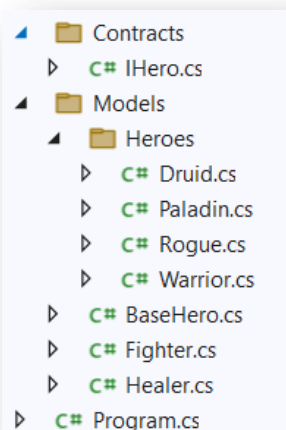 Contracts
C# IHero.cs
Models
Heroes
C# Druid.cs
C# Paladin.cs
C# Rogue.cs
C# Warrior.cs
C# BaseHero.cs
C# Fighter.cs
C# Healer.cs
C# Program.cs